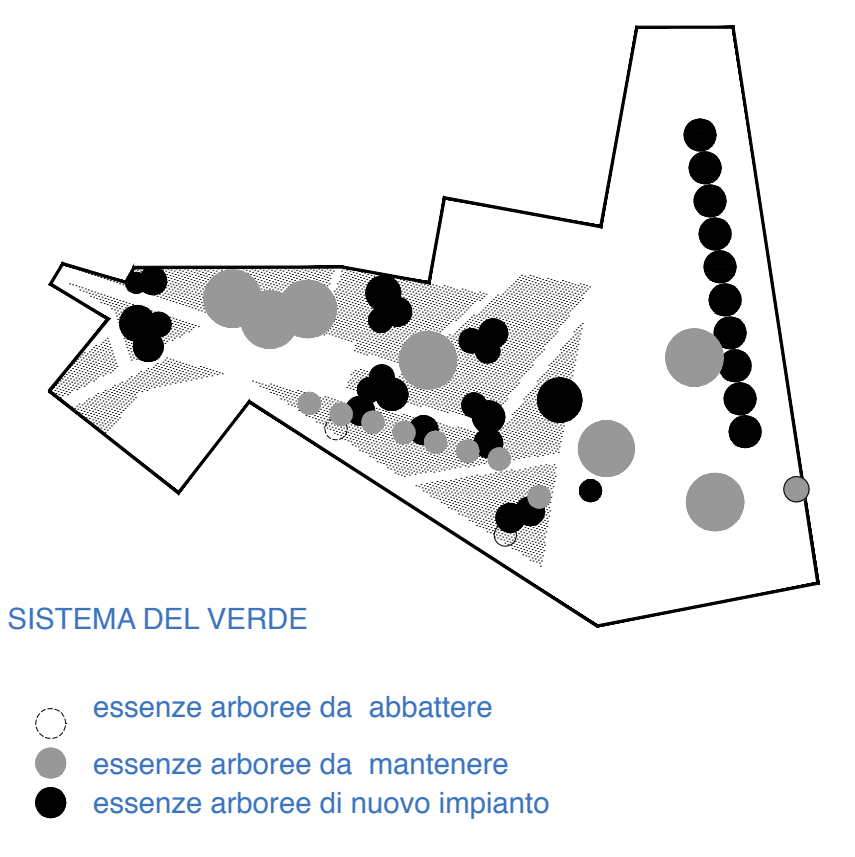 SISTEMA DEL VERDE
essenze arboree da abbattere
essenze arboree da mantenere
essenze arboree di nuovo impianto